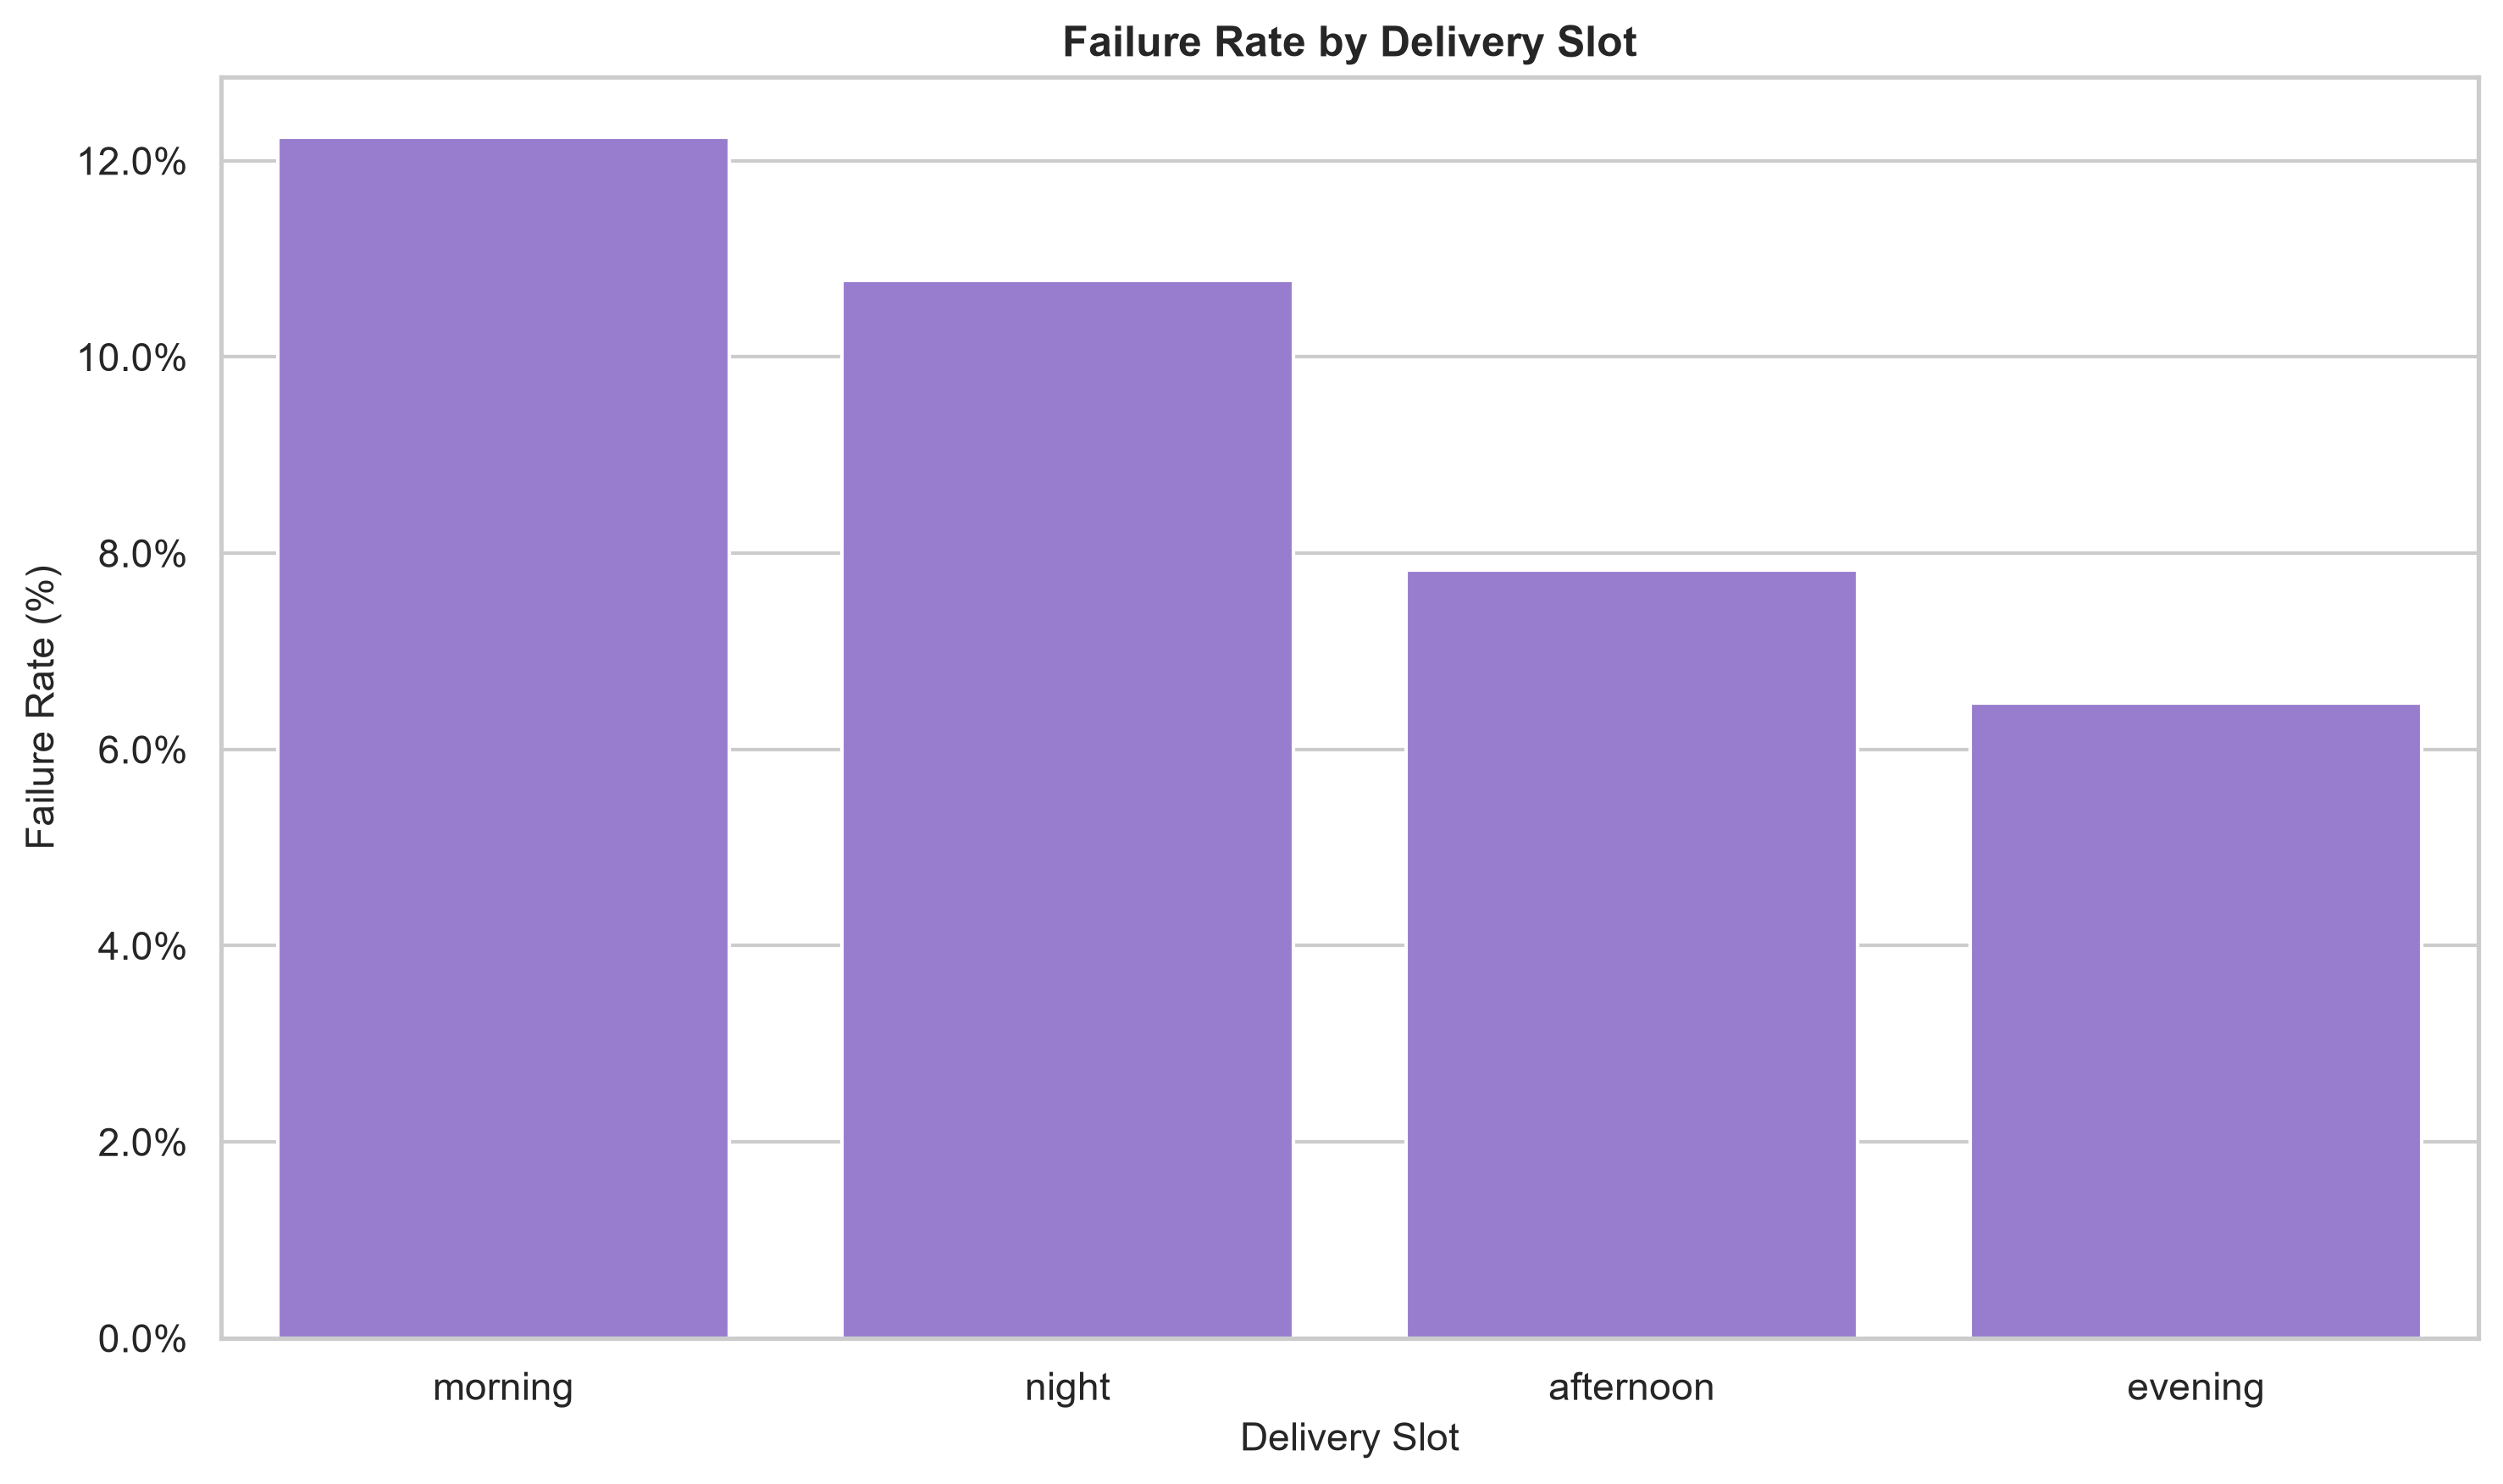 Failure Rate by Delivery Slot
12.0%
10.0%
8.0%
6.0%
4.0%
2.0%
0.0%
Failure Rate (%)
morning night afternoon evening
Delivery Slot